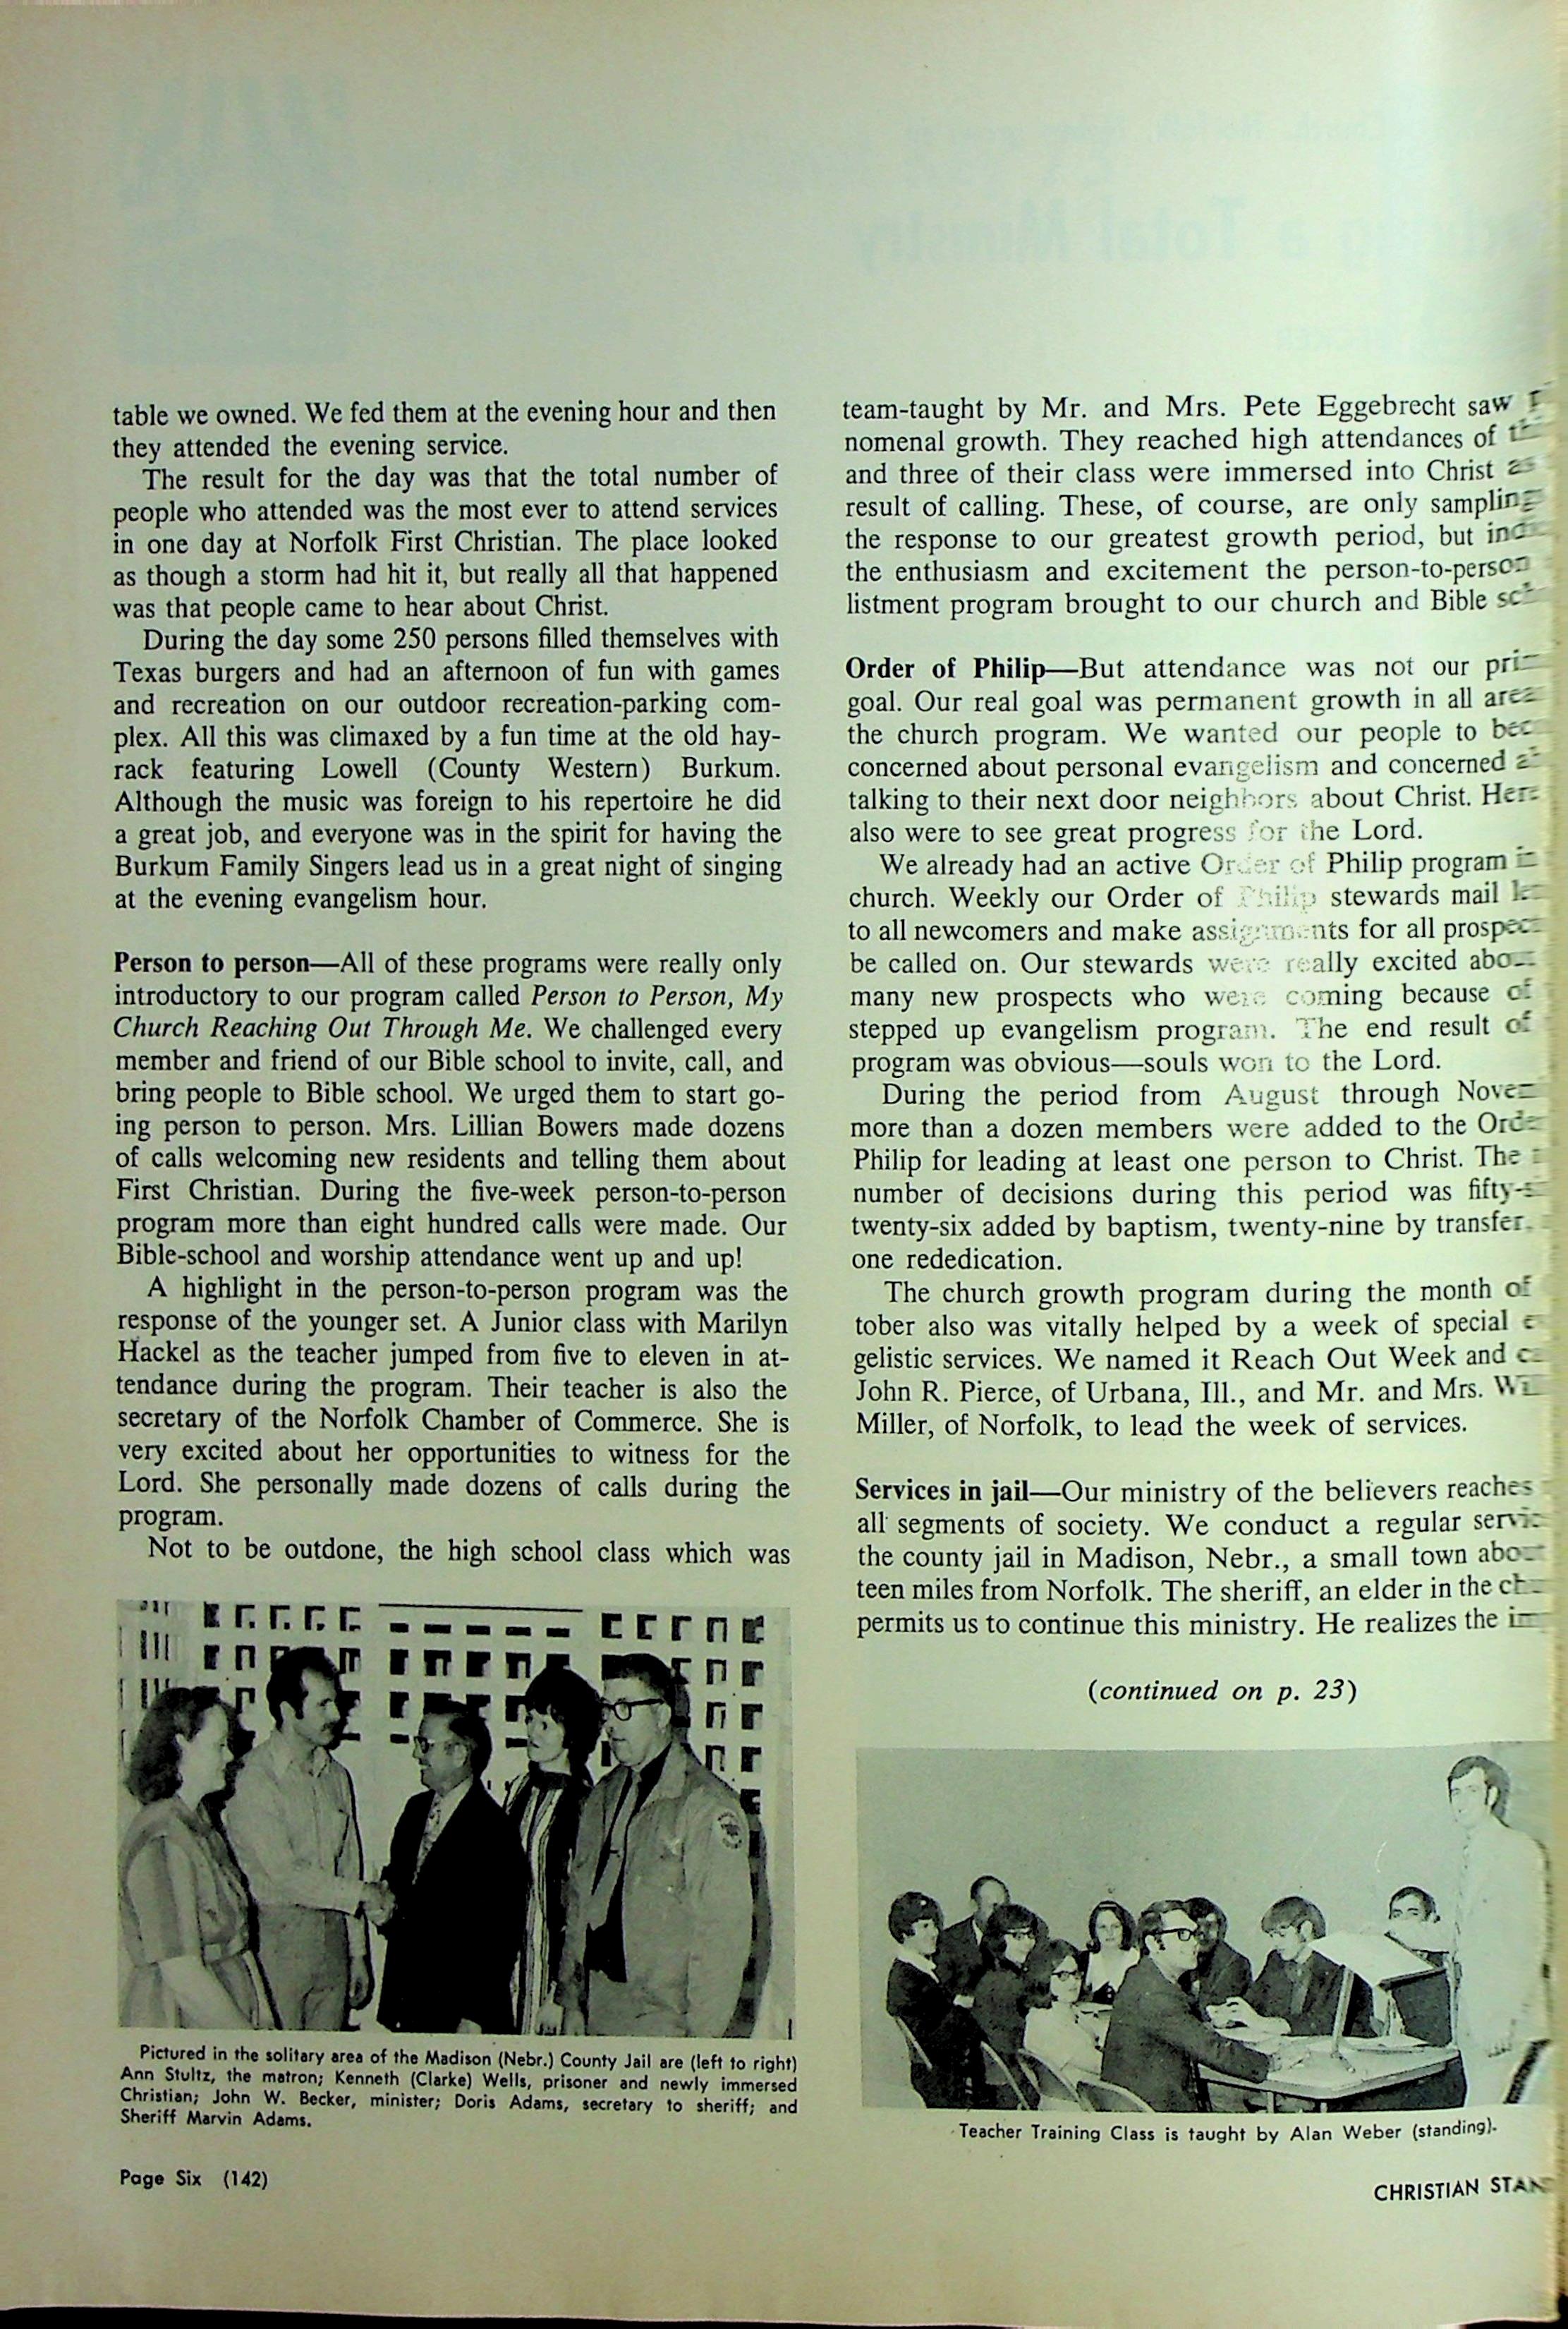 table we owned. We fed them at the evening hour and then
they attended the evening service.
The result for the day was that the total number of
people who attended was the most ever to attend services
in one day at Norfolk First Christian. The place looked
as though a storm had hit it, but really all that happened
was that people came to hear about Christ.
During the day some 250 persons filled themselves with
Texas burgers and had an afternoon of fun with games
and recreation on our outdoor recreation-parking com-
plex. All this was climaxed by a fun time at the old hay-
rack featuring Lowell (County Western) Burkum.
Although the music was foreign to his repertoire he did
a great job, and everyone was in the spirit for having the
Burkum Family Singers lead us in a great night of singing
at the evening evangelism hour.
Person to person—All of these programs were really only
introductory to our program called Person to Person, My
Church Reaching Out Through Me. We challenged every
member and friend of our Bible school to invite, call, and
bring people to Bible school. We urged them to start go-
ing person to person. Mrs. Lillian Bowers made dozens
of calls welcoming new residents and telling them about
First Christian. During the five-week person-to-person
program more than eight hundred calls were made. Our
Bible-school and worship attendance went up and up!
A highlight in the person-to-person program was the
response of the younger set. A Junior class with Marilyn
Hackel as the teacher jumped from five to eleven in at-
tendance during the program. Their teacher is also the
secretary of the Norfolk Chamber of Commerce. She is
very excited about her opportunities to witness for the
Lord. She personally made dozens of calls during the
program.
Not to be outdone, the high school class which was
Pictured in the solitary area of the Madison (Nebr.) County Jail are (left to right)
Ann Stultz, the matron; Kenneth (Clarke) Wells, prisoner and newly immersed
Christian; John W. Becker, minister; Doris Adams, secretary to sheriff; and
Sheriff Marvin Adams.
Page Six (142)
team-taught by Mr. and Mrs. Pete Eggebrecht saw
nomenal growth. They reached high attendances of
and three of their class were immersed into Christ as
result of calling. These, of course, are only sampling
the response to our greatest growth period, but
the enthusiasm and excitement the person-to-person
listment program brought to our church and Bible
Order of Philip—But attendance was not our
goal. Our real goal was permanent growth in all
the church program. We wanted our people to
concerned about personal evangelism and concerned
talking to their next door neighbors about Christ. Here
also were to see great progress for the Lord.
We already had an active Order of Philip program
church. Weekly our Order of Philip stewards mail
to all newcomers and make assignments for all
be called on. Our stewards were really excited
many new prospects who were coming because of
stepped up evangelism program. The end result of
program was obvious—souls won to the Lord.
During the period from August through
more than a dozen members were added to the
Philip for leading at least one person to Christ. The
number of decisions during this period was
twenty-six added by baptism, twenty-nine by transfer,
one rededication.
The church growth program during the month of
tober also was vitally helped by a week of special
gelistic services. We named it Reach Out Week and
John R. Pierce, of Urbana, Ill., and Mr. and Mrs.
Miller, of Norfolk, to lead the week of services.
Services in jail—Our ministry of the believers reaches
all segments of society. We conduct a regular
the county jail in Madison, Nebr., a small town
teen miles from Norfolk. The sheriff, an elder in the
permits us to continue this ministry. He realizes the
(continued on p. 23)
Teacher Training Class is taught by Alan Weber (standing).
CHRISTIAN